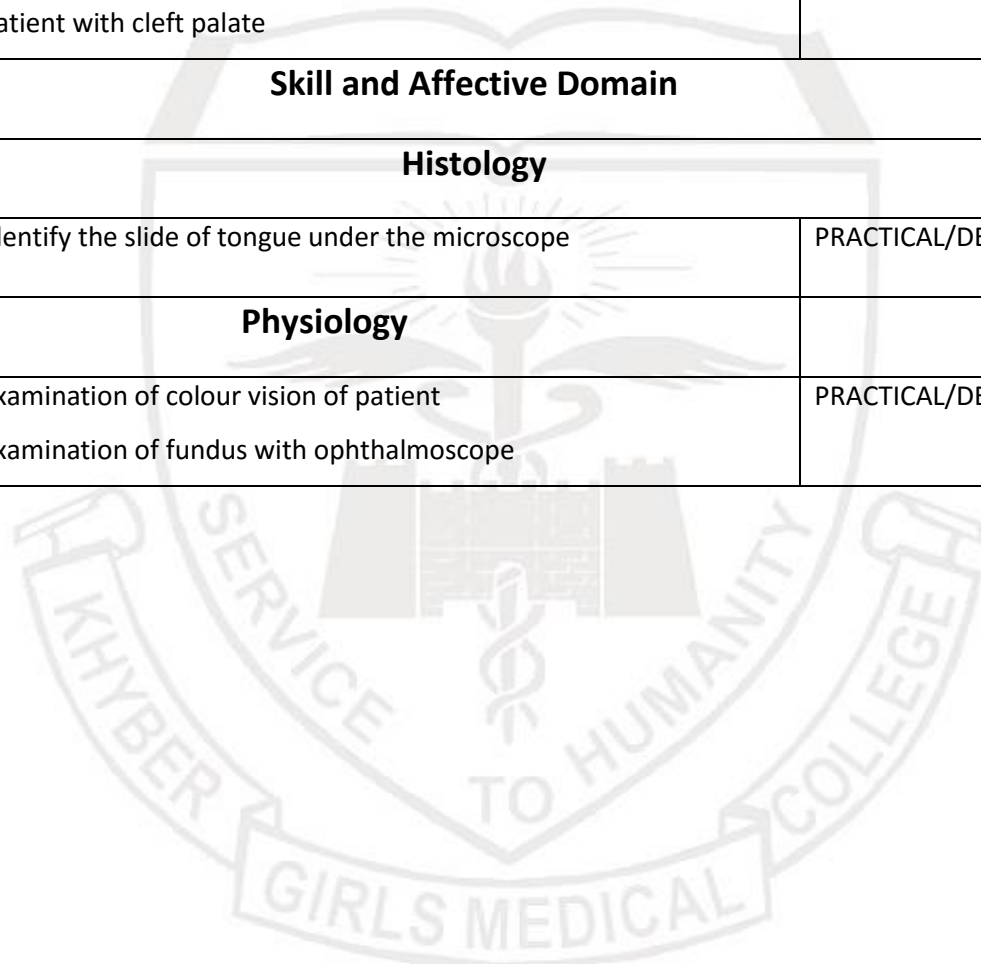 atient with cleft palate
Skill and Affective Domain
Histology
dentify the slide of tongue under the microscope
PRACTICAL/DE
Physiology
xamination of colour vision of patient
PRACTICAL/DE
xamination of fundus with ophthalmoscope
SERVICE TO HUMANITY
KHYBER GIRLS MEDICAL COLLEGE